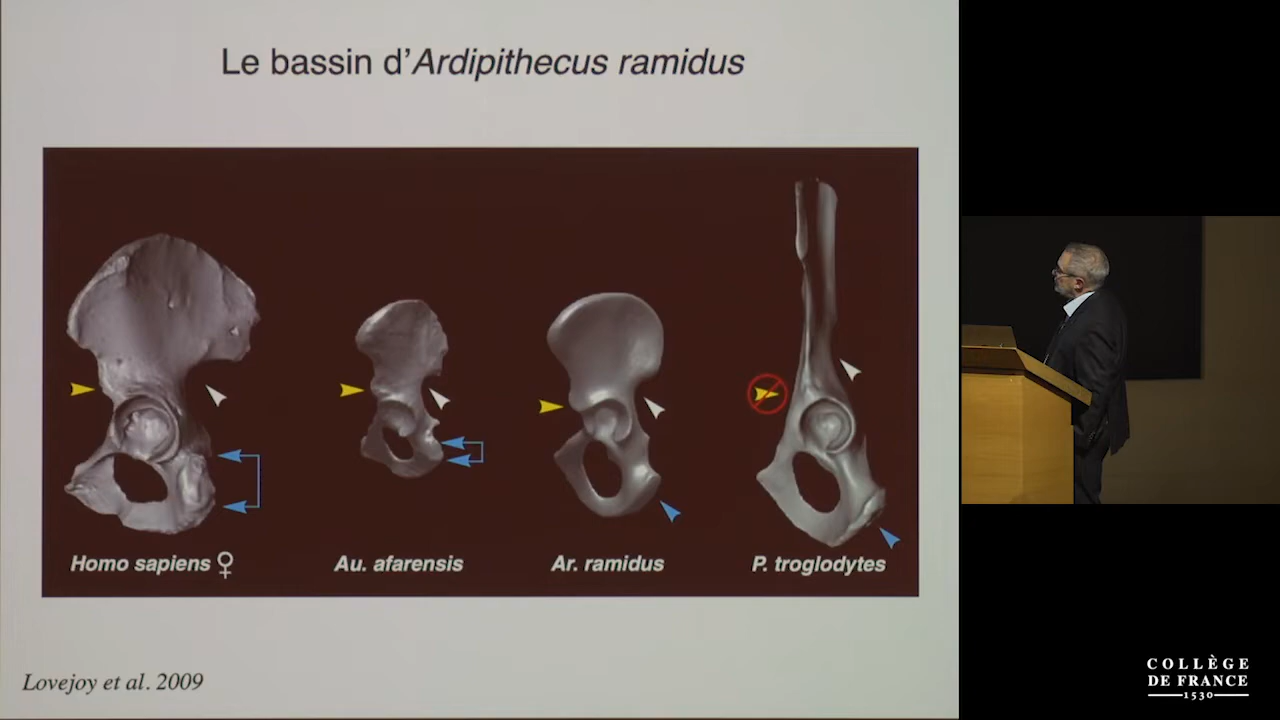 Le bassin d'Ardipithecus ramidus
Homo sapiens ♀
Au. afarensis
Ar. ramidus
P. troglodytes
Lovejoy et al. 2009
COLLÈGE
DE FRANCE
1530